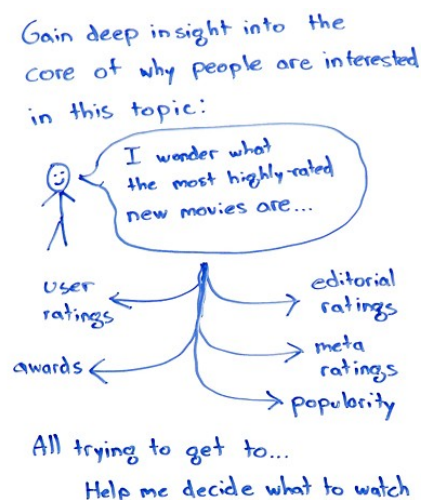 Gain deep insight into the
core of why people are interested
in this topic:
I wonder what
the most highly-rated
new movies are...
user
ratings
editorial
ratings
awards
meta
ratings
popularity
All trying to get to...
Help me decide what to watch